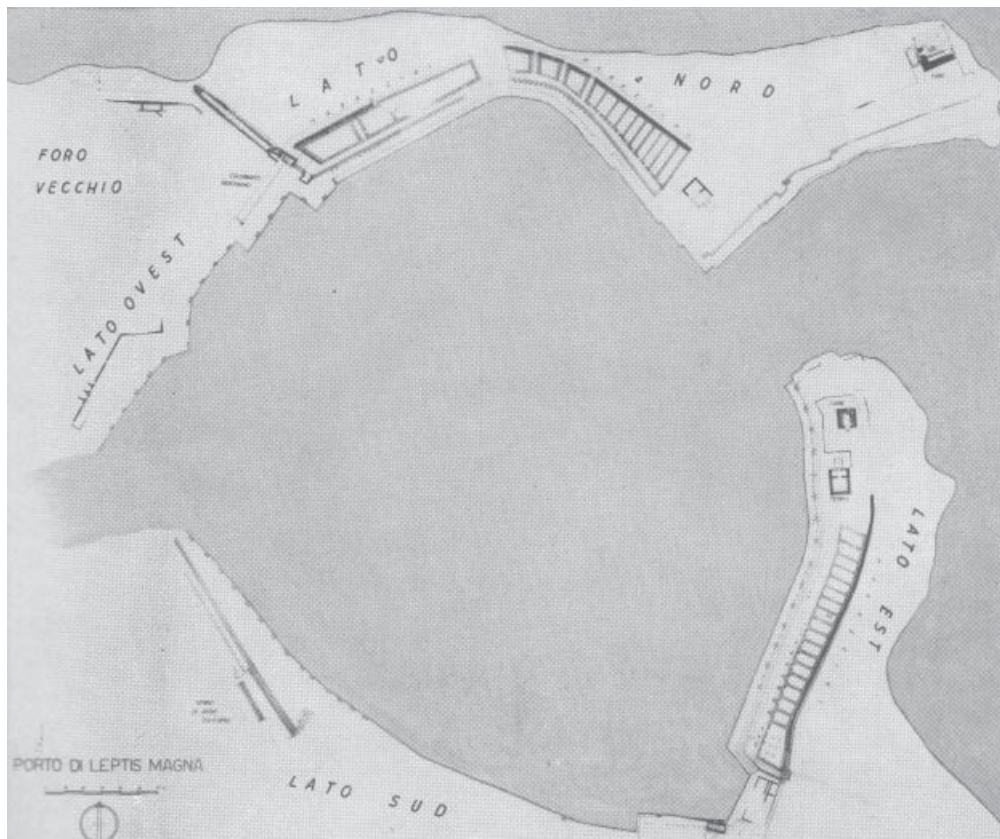 LATO NORD
FORO
VECCHIO
LATO OVEST
LATO EST
PORTO DI LEPTIS MAGNA
LATO SUD